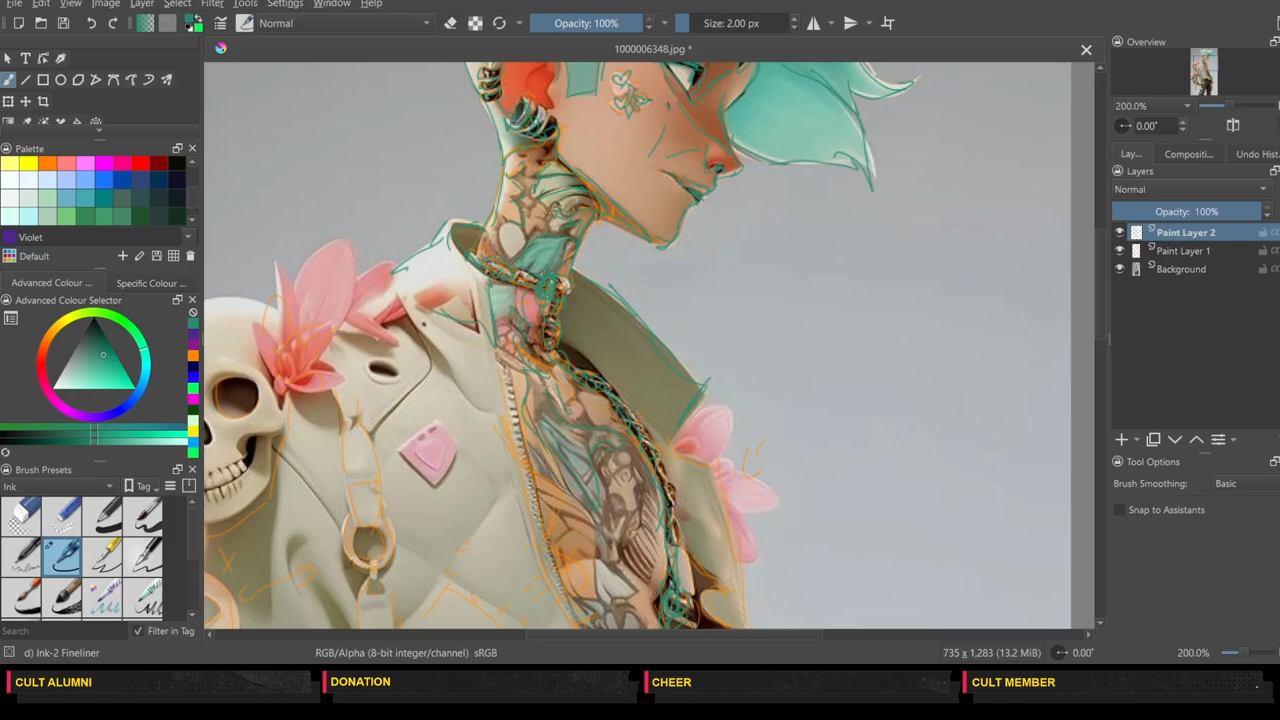 File Edit View Image Layer Select Filter Tools Settings Window Help
Normal
Opacity: 100%
Size: 2.00 px
1000006348.jpg *
Overview
200.0%
0.00°
Palette
Lay...
Compositi...
Undo Hist.
Layers
Normal
Opacity: 100%
Violet
Paint Layer 2
Default
Paint Layer 1
Background
Advanced Colour ...
Specific Colour ...
Advanced Colour Selector
Tool Options
Brush Presets
Brush Smoothing:
Basic
Ink
Tag
Snap to Assistants
Search
Filter in Tag
d) Ink-2 Fineliner
RGB/Alpha (8-bit integer/channel) sRGB
735 x 1,283 (13.2 MiB)
0.00°
200.0%
CULT ALUMNI
DONATION
CHEER
CULT MEMBER